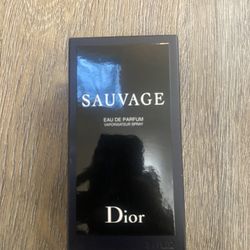 SAUVAGE
EAU DE PARFUM
VAPORISATEUR SPRAY
Dior